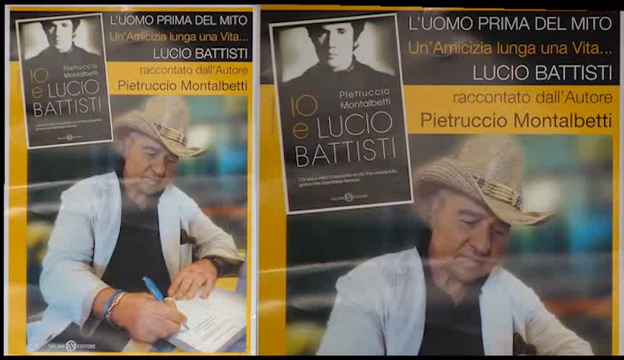 L'UOMO PRIMA DEL MITO
Un'Amicizia lunga una Vita...
LUCIO BATTISTI
raccontato dall'Autore
Pietruccio Montalbetti
Pietruccio
Montalbetti
IO
e LUCIO
BATTISTI
SALANI EDITORE
L'UOMO PRIMA DEL MITO
Un'Amicizia lunga una Vita...
LUCIO BATTISTI
raccontato dall'Autore
Pietruccio Montalbetti
Pietruccio
Montalbetti
IO
e LUCIO
BATTISTI